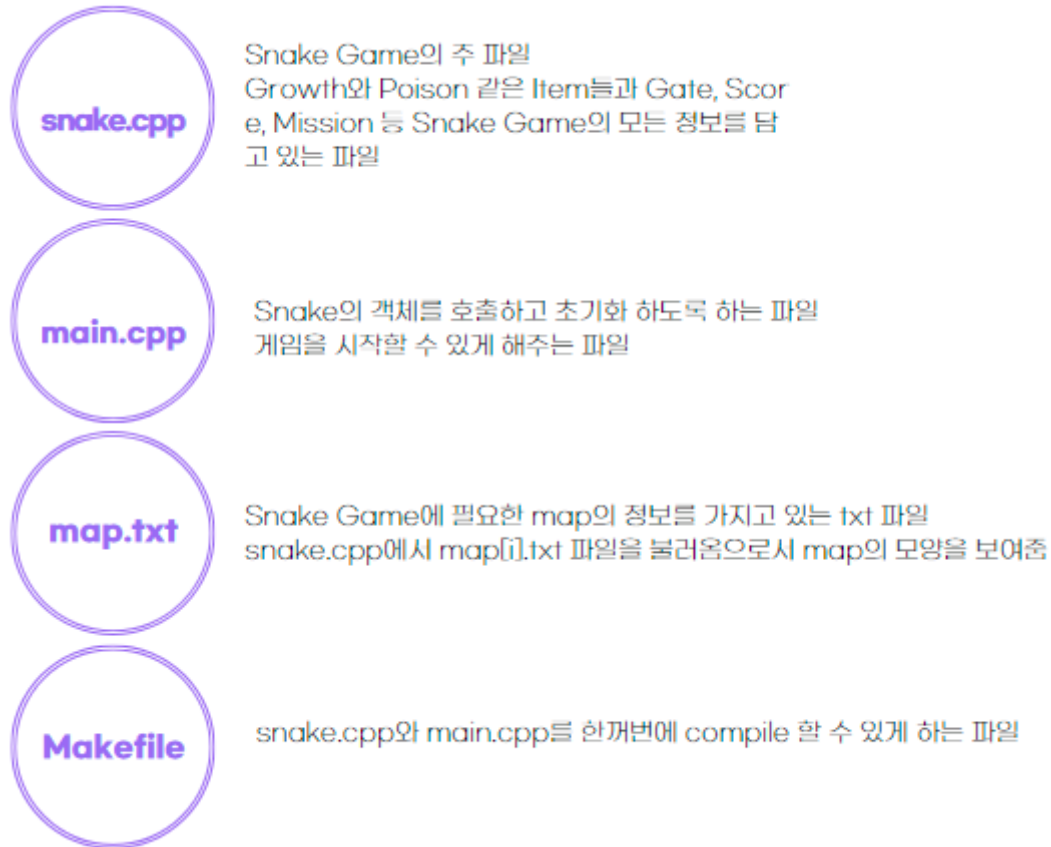 snake.cpp
Snake Game의 주 파일
Growth와 Poison 같은 Item들과 Gate, Scor
e, Mission 등 Snake Game의 모든 정보를 담
고 있는 파일
main.cpp
Snake의 객체를 호출하고 초기화 하도록 하는 파일
게임을 시작할 수 있게 해주는 파일
map.txt
Snake Game에 필요한 map의 정보를 가지고 있는 txt 파일
snake.cpp에서 map[i].txt 파일을 불러옴으로서 map의 모양을 보여줌
Makefile
snake.cpp와 main.cpp를 한꺼번에 compile 할 수 있게 하는 파일